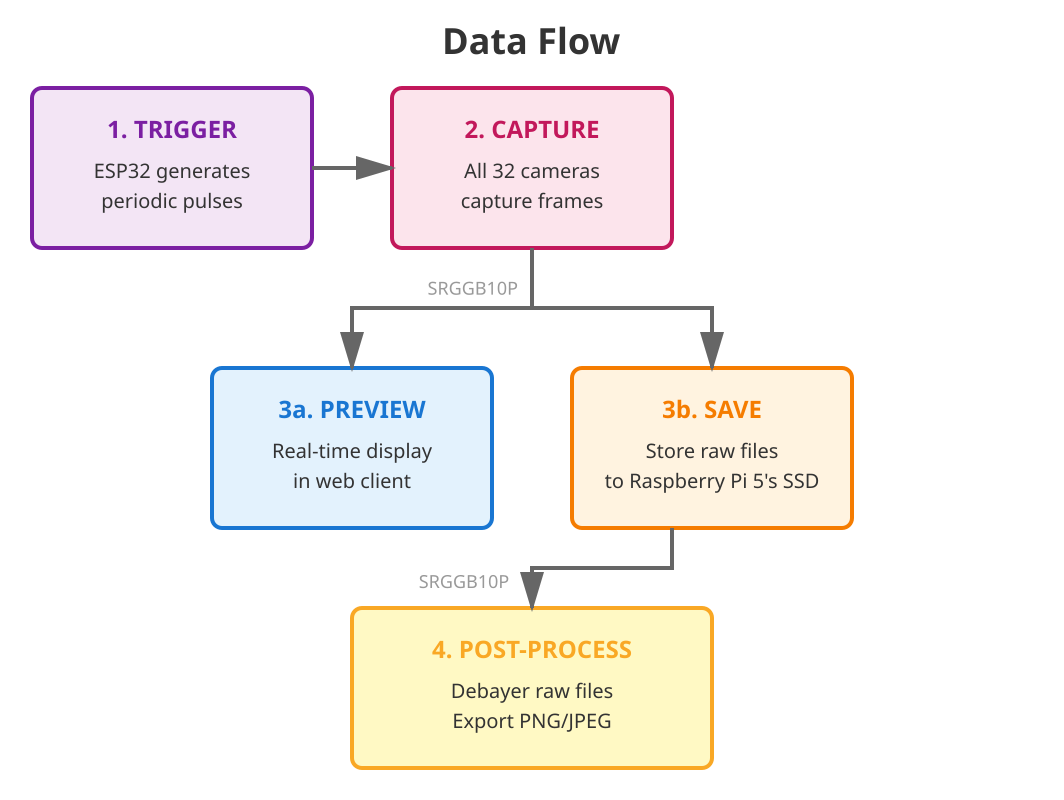 Data Flow
1. TRIGGER
ESP32 generates
periodic pulses
2. CAPTURE
All 32 cameras
capture frames
SRGGB10P
3a. PREVIEW
Real-time display
in web client
3b. SAVE
Store raw files
to Raspberry Pi 5's SSD
SRGGB10P
4. POST-PROCESS
Debayer raw files
Export PNG/JPEG